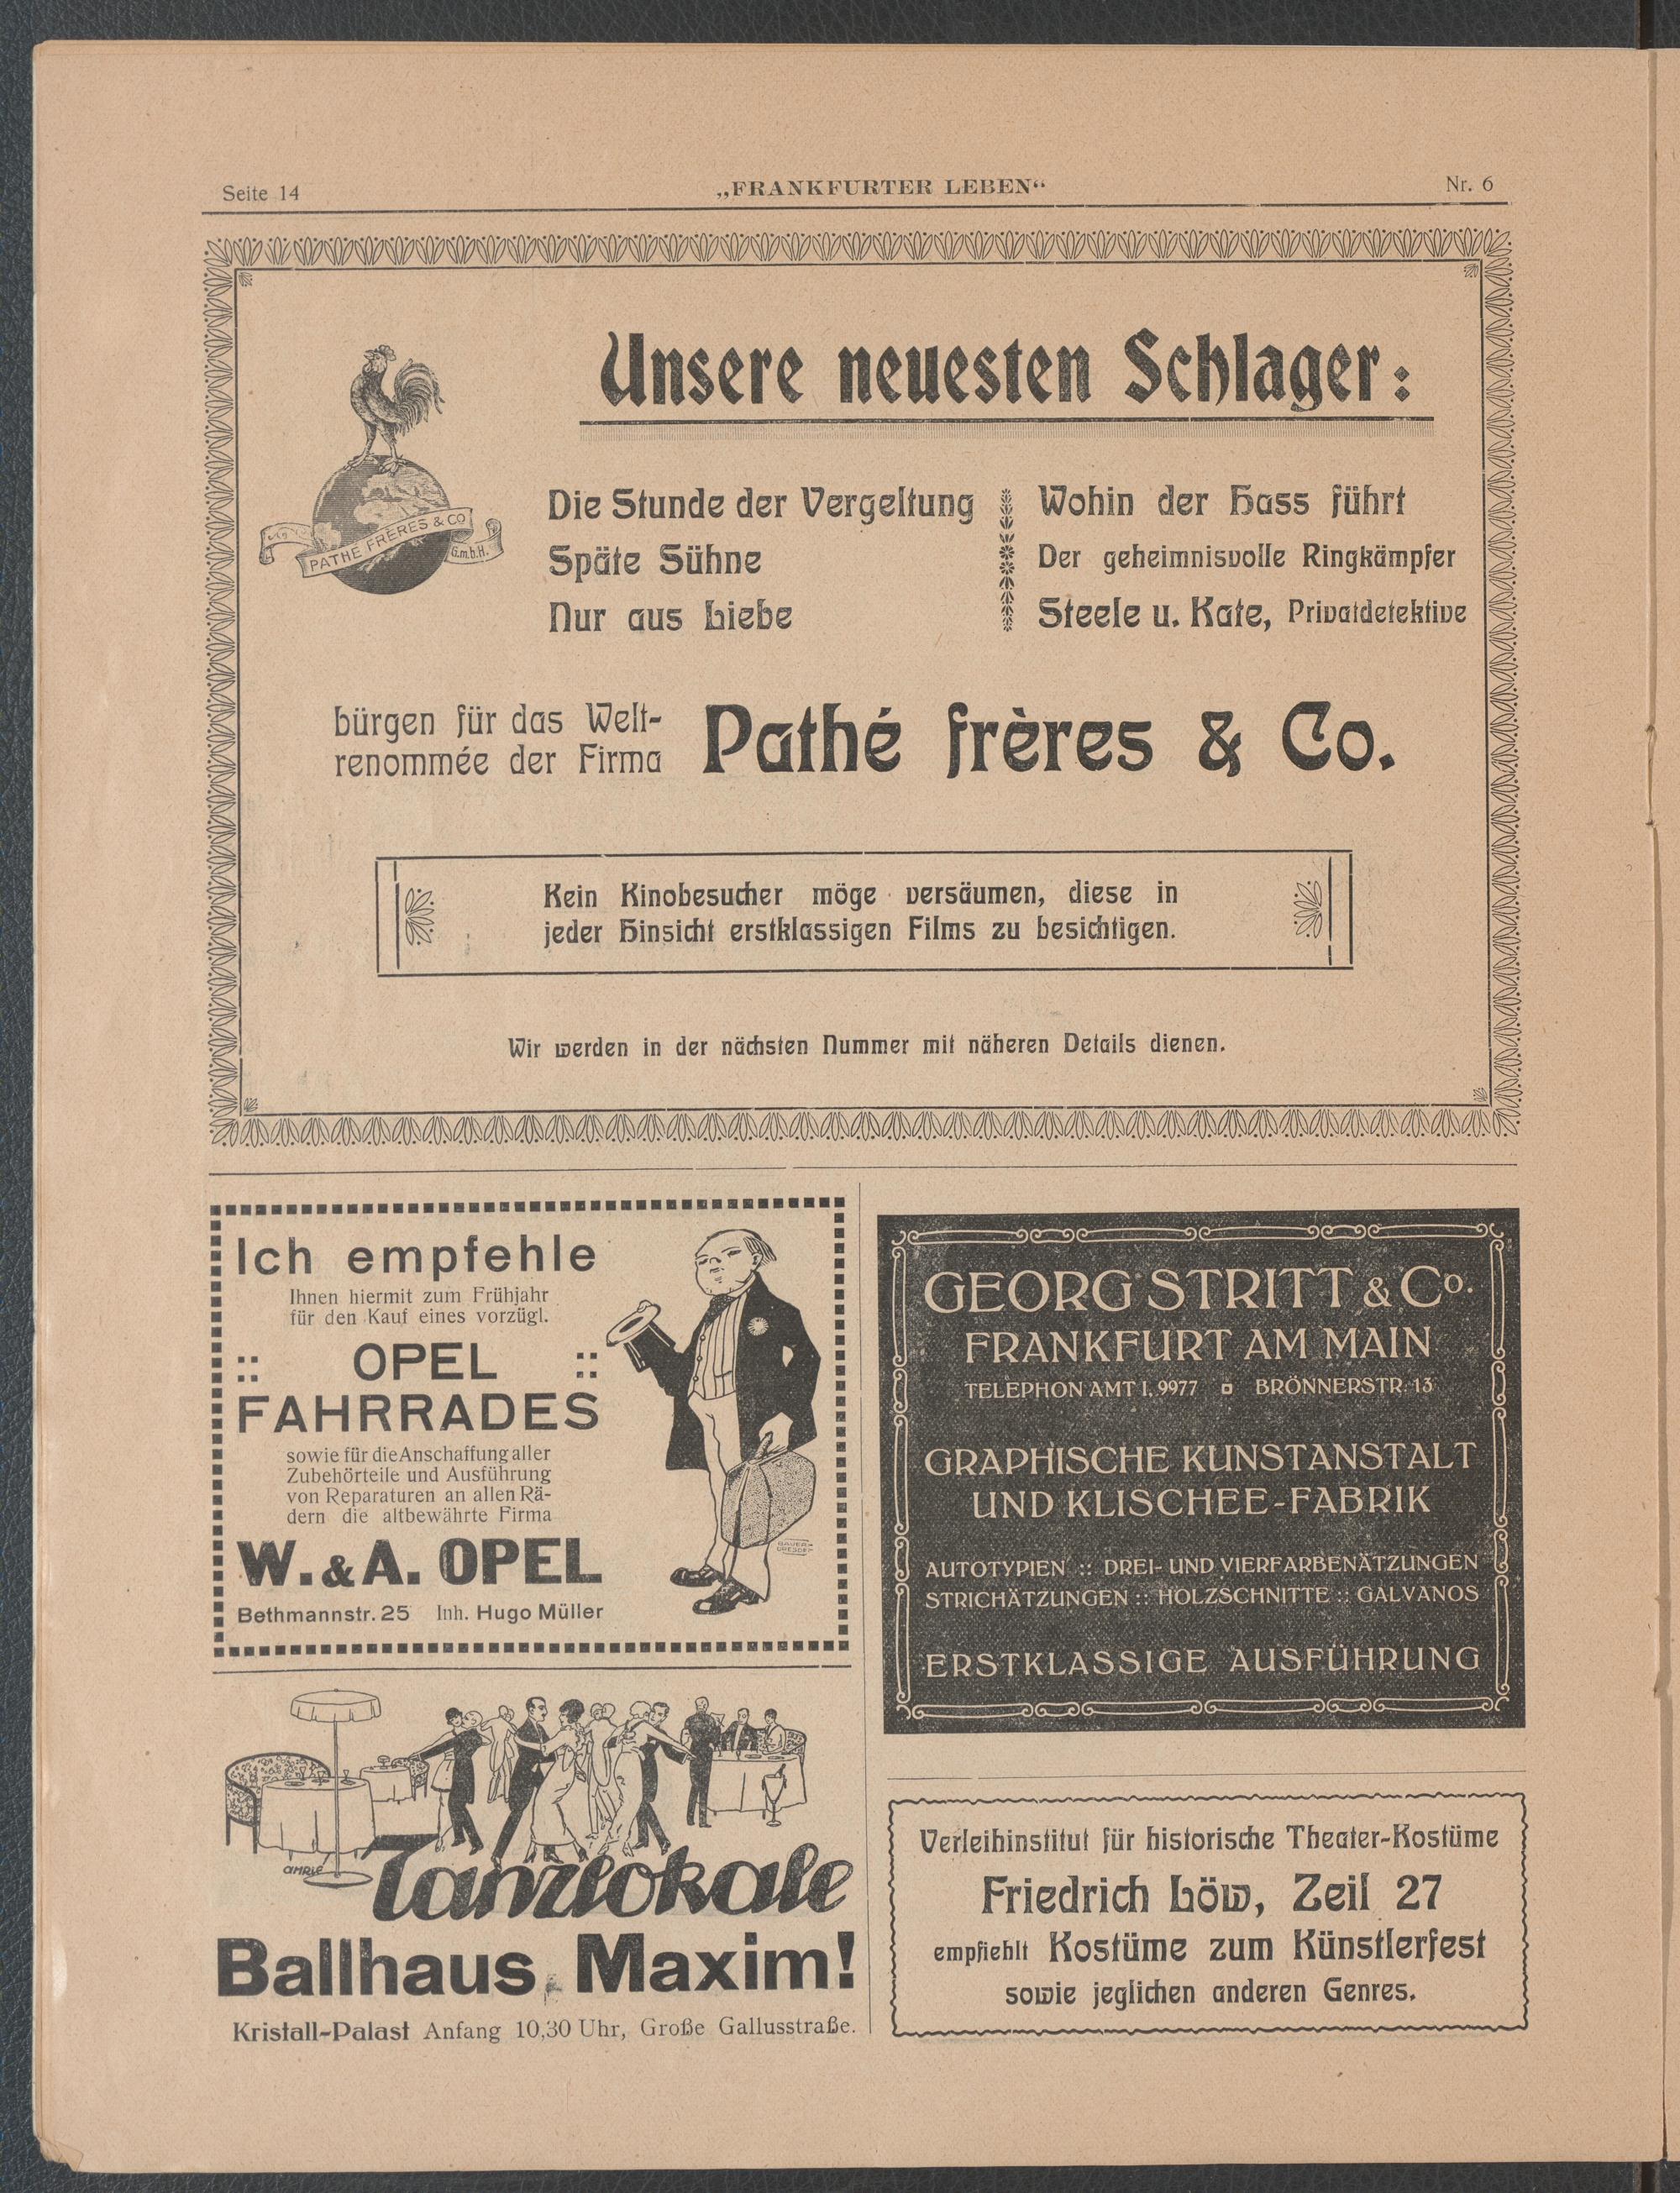 Seite 14
„FRANKFURTER LEBEN“
Nr. 6
Unsere neuesten Schlager:
PATHÉ FRÈRES & CO
G.m.b.H.
Die Stunde der Vergeltung
Späte Sühne
Nur aus Liebe
Wohin der Hass führt
Der geheimnisvolle Ringkämpfer
Steele u. Kate, Privatdetektive
bürgen für das Welt-
renommée der Firma
Pathé frères & Co.
Kein Kinobesucher möge versäumen, diese in
jeder Hinsicht erstklassigen Films zu besichtigen.
Wir werden in der nächsten Nummer mit näheren Details dienen.
Ich empfehle
Ihnen hiermit zum Frühjahr
für den Kauf eines vorzügl.
:: OPEL ::
FAHRRADES
sowie für die Anschaffung aller
Zubehörteile und Ausführung
von Reparaturen an allen Rä-
dern die altbewährte Firma
W. & A. OPEL
Bethmannstr. 25 Inh. Hugo Müller
Tanzlokale
Ballhaus Maxim!
Kristall-Palast Anfang 10,30 Uhr, Große Gallusstraße.
GEORG STRITT & Co.
FRANKFURT AM MAIN
TELEPHON AMT I, 9977 BRÖNNERSTR. 13
GRAPHISCHE KUNSTANSTALT
UND KLISCHEE-FABRIK
AUTOTYPIEN :: DREI- UND VIERFARBENÄTZUNGEN
STRICHÄTZUNGEN :: HOLZSCHNITTE :: GALVANOS
ERSTKLASSIGE AUSFÜHRUNG
Verleihinstitut für historische Theater-Kostüme
Friedrich Löw, Zeil 27
empfiehlt Kostüme zum Künstlerfest
sowie jeglichen anderen Genres.